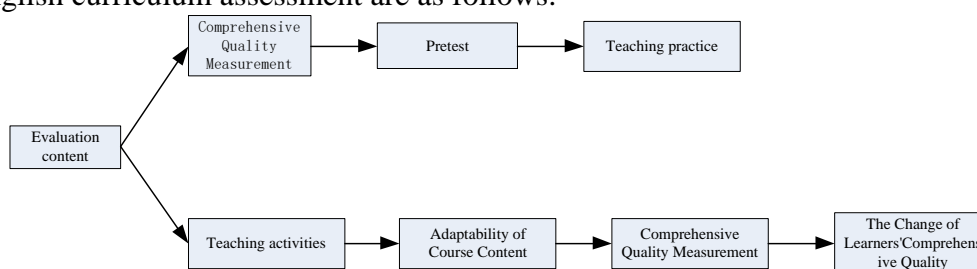 glish curriculum assessment are as follows:
Comprehensive
Quality
Measurement
Pretest
Teaching practice
Evaluation
content
Teaching activities
Adaptability of
Course Content
Comprehensive
Quality Measurement
The Change of
Learners'Comprehens
ive Quality